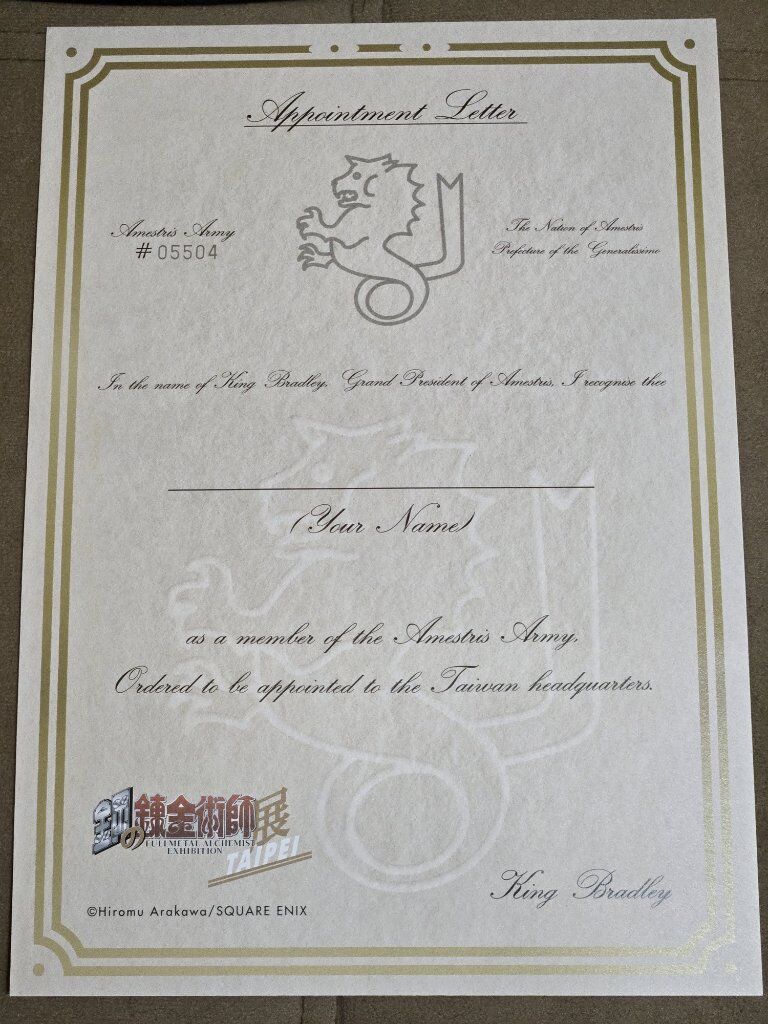 Appointment Letter
Amestris Army
#05504
The Nation of Amestris
Prefecture of the Generalissimo
In the name of King Bradley, Grand President of Amestris, I recognise thee
(Your Name)
as a member of the Amestris Army.
Ordered to be appointed to the Taiwan headquarters.
鋼の錬金術師展
FULLMETAL ALCHEMIST
EXHIBITION
TAIPEI
King Bradley
©Hiromu Arakawa/SQUARE ENIX